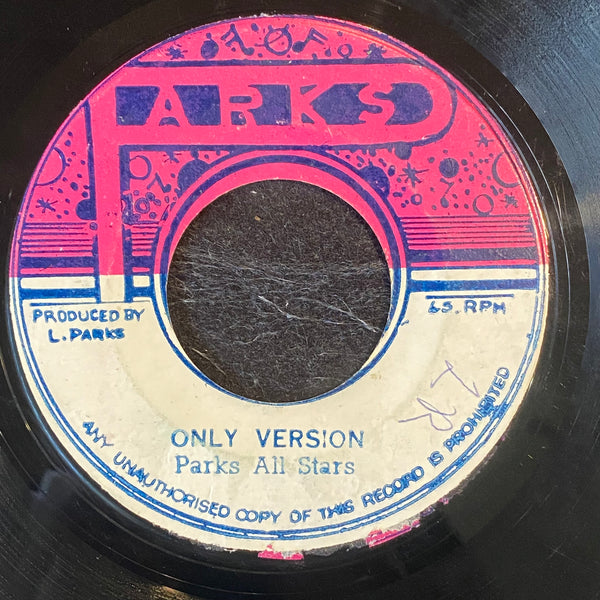 PARKS
PRODUCED BY
L. PARKS
45. RPM
ONLY VERSION
Parks All Stars
ANY UNAUTHORISED COPY OF THIS RECORD IS PROHIBITED